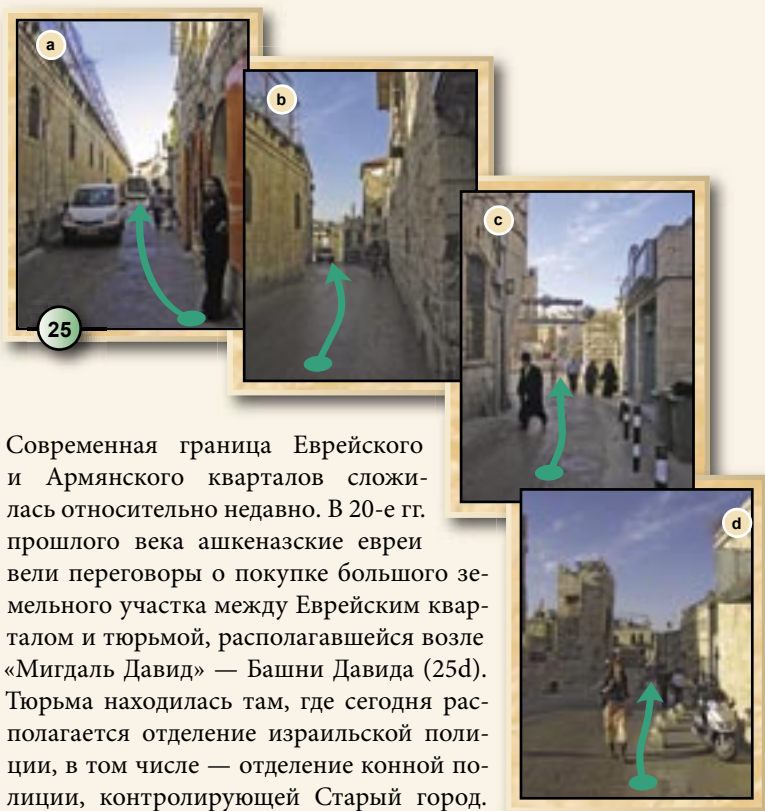 a
b
c
d
25
Современная граница Еврейского
и Армянского кварталов сложи-
лась относительно недавно. В 20-е гг.
прошлого века ашкеназские евреи
вели переговоры о покупке большого зе-
мельного участка между Еврейским квар-
талом и тюрьмой, располагавшейся возле
«Мигдаль Давид» — Башни Давида (25d).
Тюрьма находилась там, где сегодня рас-
полагается отделение израильской поли-
ции, в том числе — отделение конной по-
лиции, контролирующей Старый город.